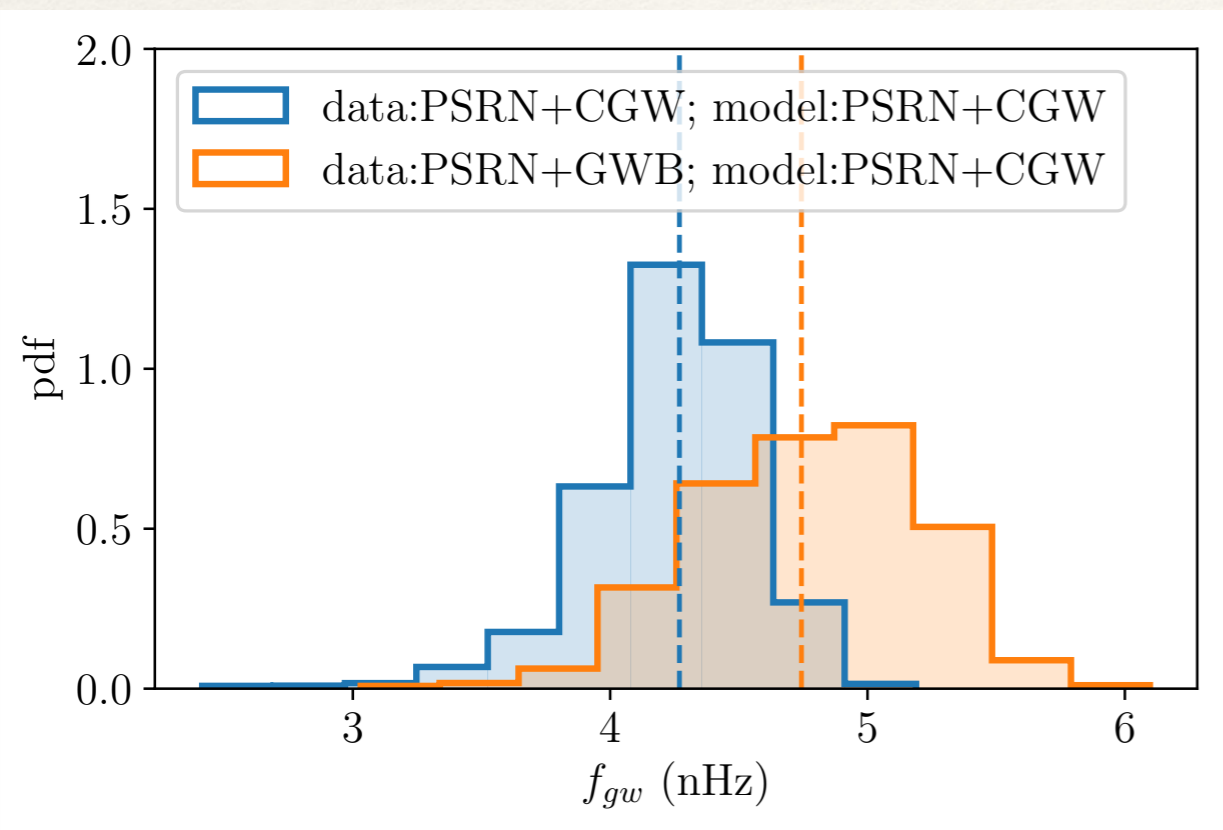 2.0
data:PSRN+CGW; model:PSRN+CGW
data:PSRN+GWB; model:PSRN+CGW
1.5
1.0
0.5
0.0
pdf
3 4 5 6
f_{gw} (nHz)